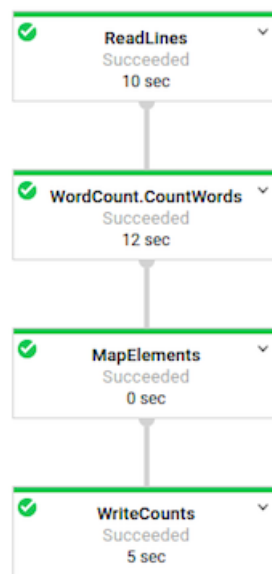 ReadLines
Succeeded
10 sec
WordCount.CountWords
Succeeded
12 sec
MapElements
Succeeded
0 sec
WriteCounts
Succeeded
5 sec